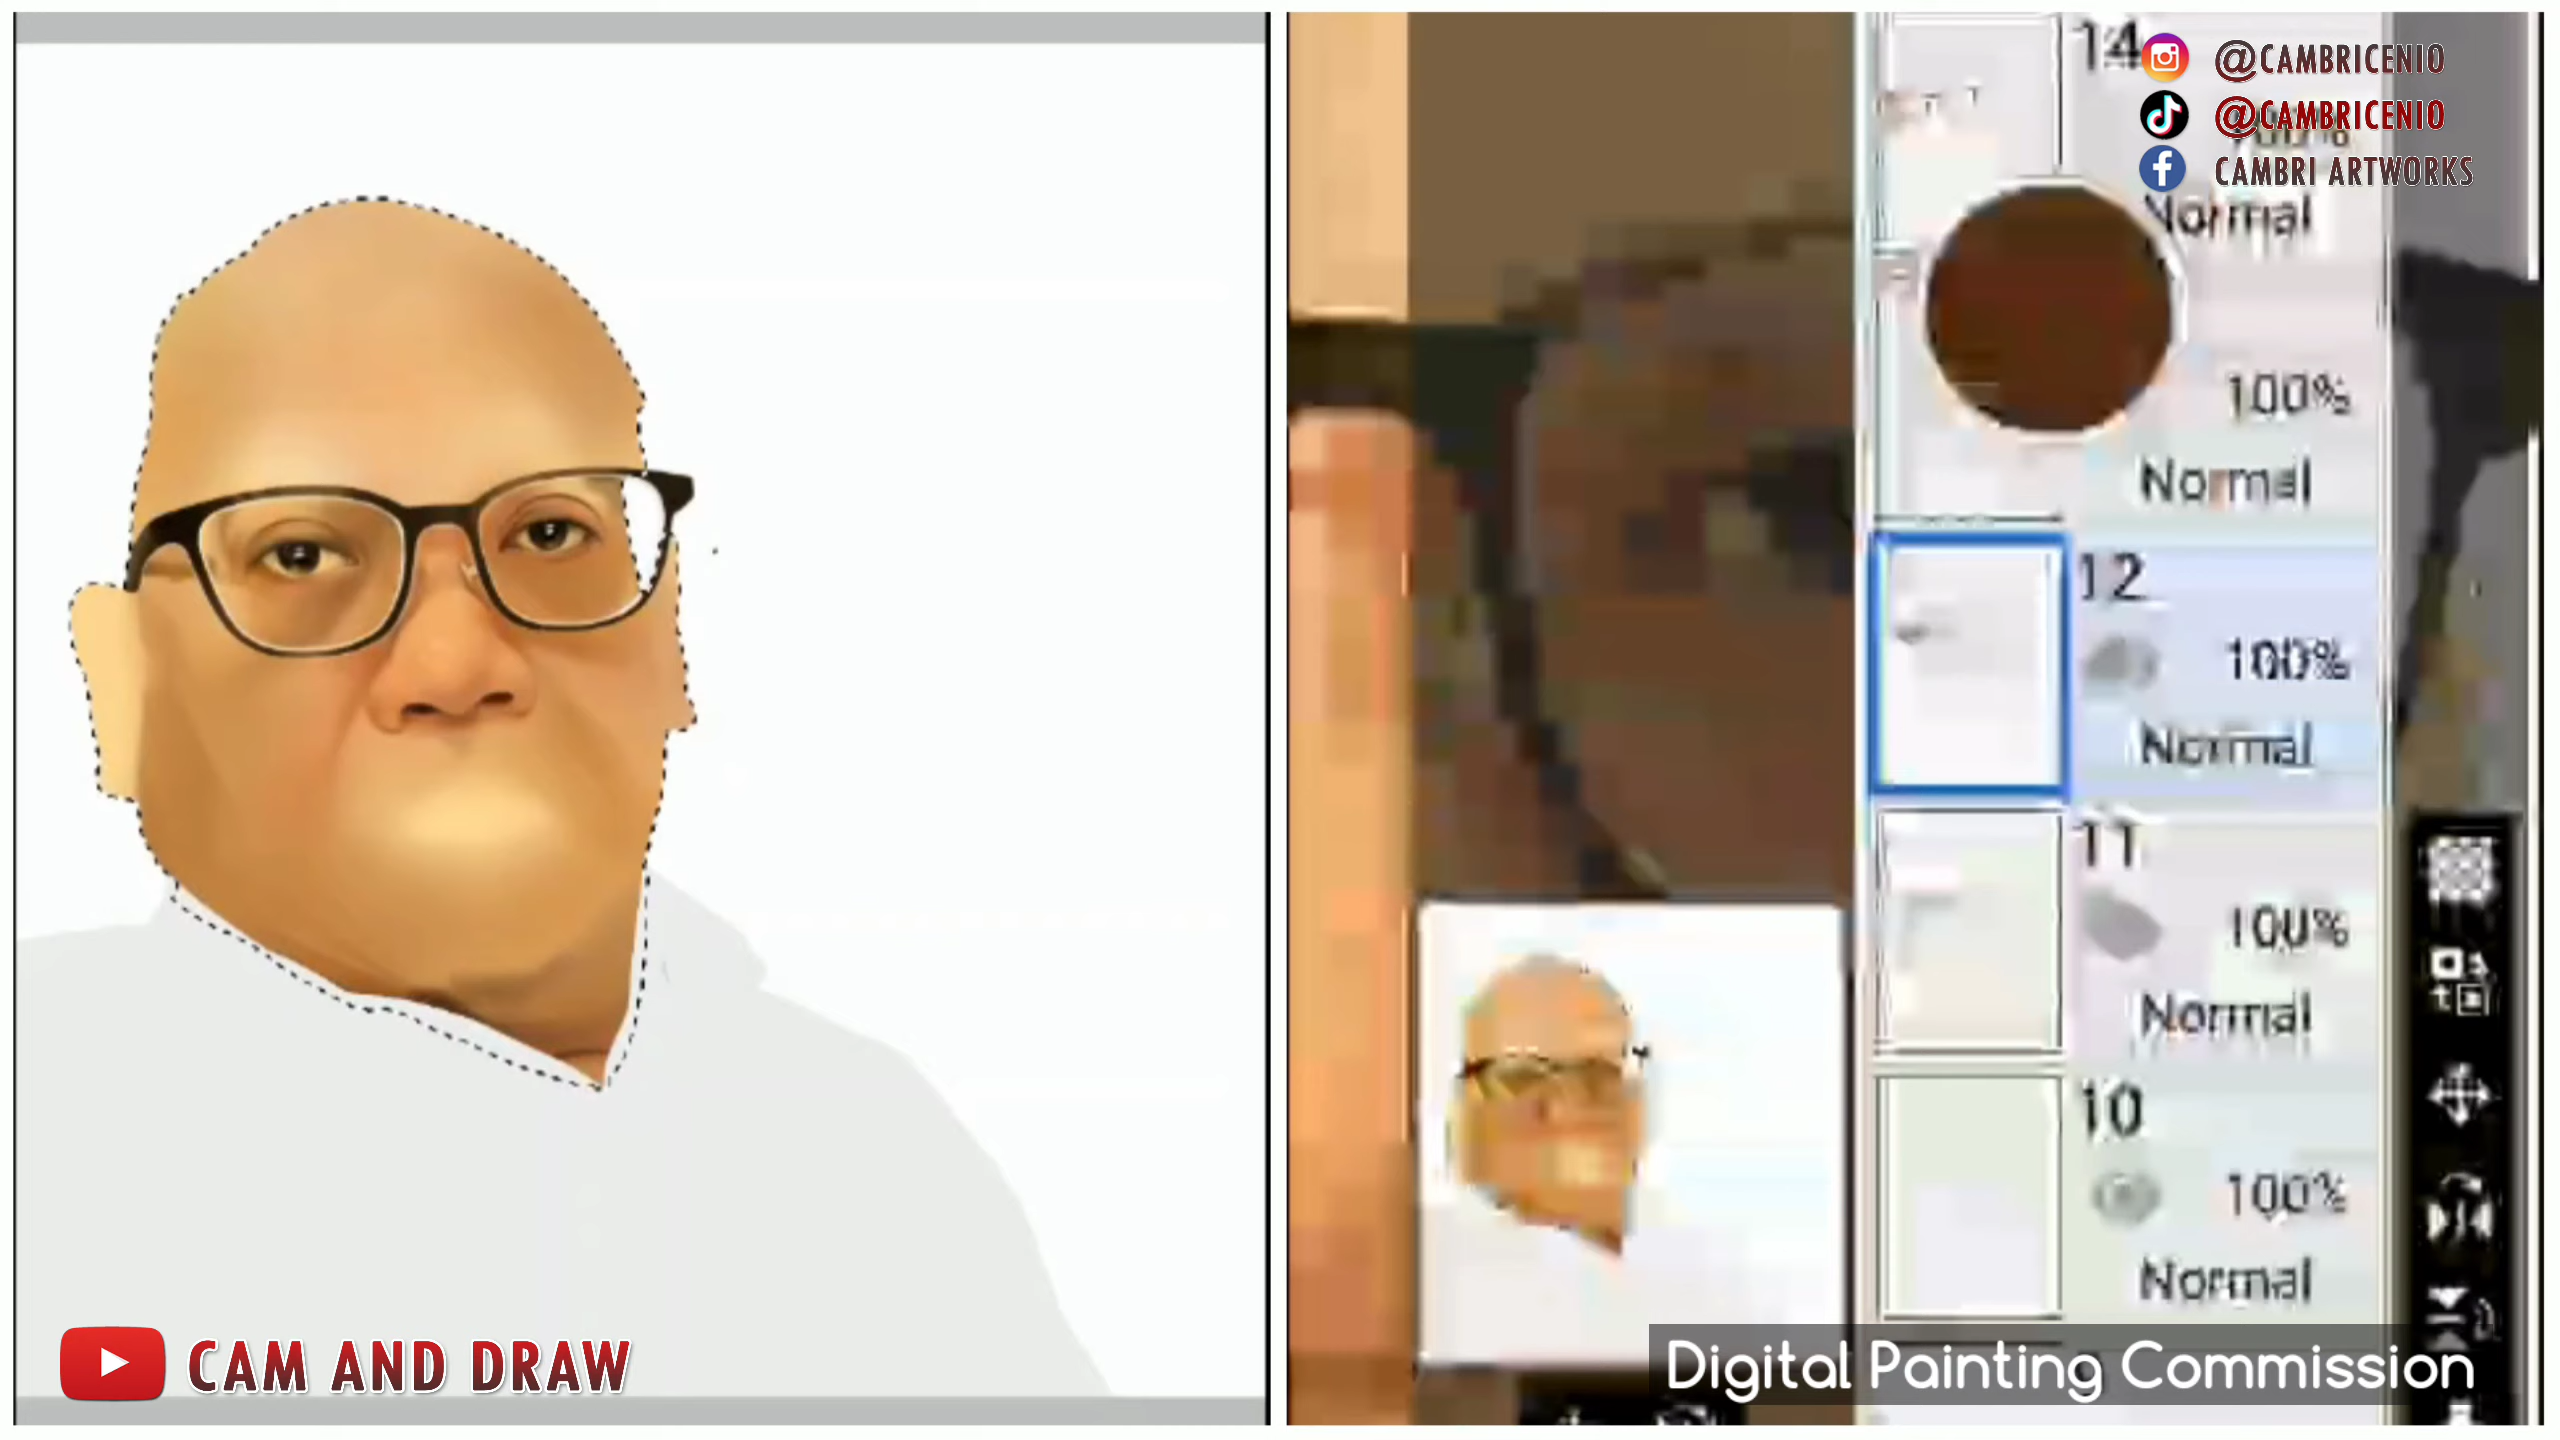 14
@CAMBRICENIO
@CAMBRICENIO
CAMBRI ARTWORKS
Normal
100%
Normal
12
100%
Normal
11
100%
Normal
10
100%
Normal
CAM AND DRAW
Digital Painting Commission